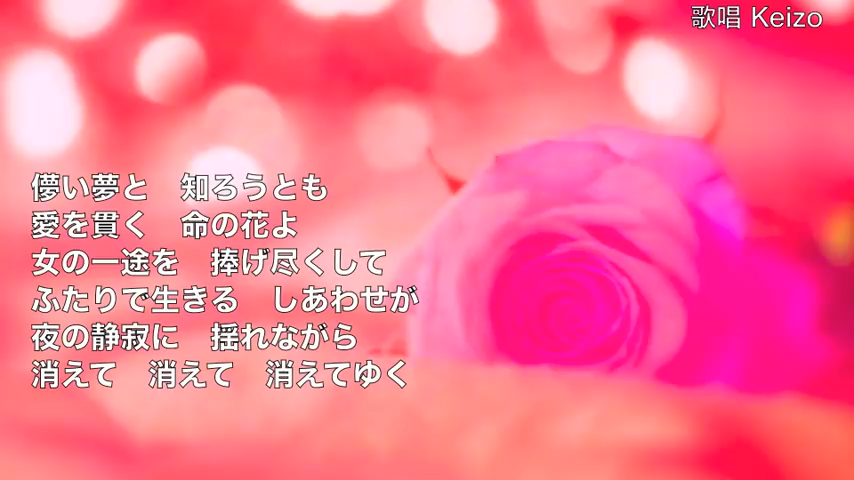 歌唱 Keizo
儚い夢と　知ろうとも
愛を貫く　命の花よ
女の一途を　捧げ尽くして
ふたりで生きる　しあわせが
夜の静寂に　揺れながら
消えて　消えて　消えてゆく